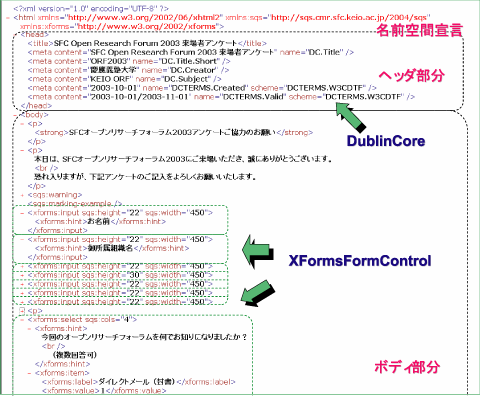 <?xml version="1.0" encoding="UTF-8" ?>
- <html xmlns="http://www.w3.org/2002/06/xhtml2" xmlns:sqs="http://sqs.cmr.sfc.keio.ac.jp/2004/sqs"
xmlns:xforms="http://www.w3.org/2002/xforms">
名前空間宣言
- <head>
<title>SFC Open Research Forum 2003 来場者アンケート</title>
<meta content="SFC Open Research Forum 2003 来場者アンケート" name="DC.Title" />
<meta content="ORF2003" name="DC.Title.Short" />
<meta content="慶應義塾大学" name="DC.Creator" />
<meta content="KEIO ORF" name="DC.Subject" />
<meta content="2003-10-01" name="DCTERMS.Created" scheme="DCTERMS.W3CDTF" />
<meta content="2003-10-01/2003-11-01" name="DCTERMS.Valid" scheme="DCTERMS.W3CDTF" />
</head>
ヘッダ部分
DublinCore
- <body>
- <p>
<strong>SFCオープンリサーチフォーラム2003アンケートご協力のお願い</strong>
</p>
- <p>
本日は、SFCオープンリサーチフォーラム2003にご来場いただき、誠にありがとうございます。
<br />
恐れ入りますが、下記アンケートのご記入をよろしくお願いいたします。
</p>
- <sqs:warning>
<sqs:marking-example />
- <xforms:input sqs:height="22" sqs:width="450">
<xforms:hint>お名前</xforms:hint>
</xforms:input>
- <xforms:input sqs:height="22" sqs:width="450">
<xforms:hint>御所属組織名</xforms:hint>
</xforms:input>
+ <xforms:input sqs:height="22" sqs:width="450">
+ <xforms:input sqs:height="30" sqs:width="450">
+ <xforms:input sqs:height="22" sqs:width="450">
+ <xforms:input sqs:height="22" sqs:width="450">
XFormsFormControl
+ <p>
- <xforms:select sqs:cols="4">
- <xforms:hint>
今回のオープンリサーチフォーラムを何でお知りになりましたか?
<br />
(複数回答可)
</xforms:hint>
- <xforms:item>
<xforms:label>ダイレクトメール(封書)</xforms:label>
<xforms:value>1</xforms:value>
ボディ部分